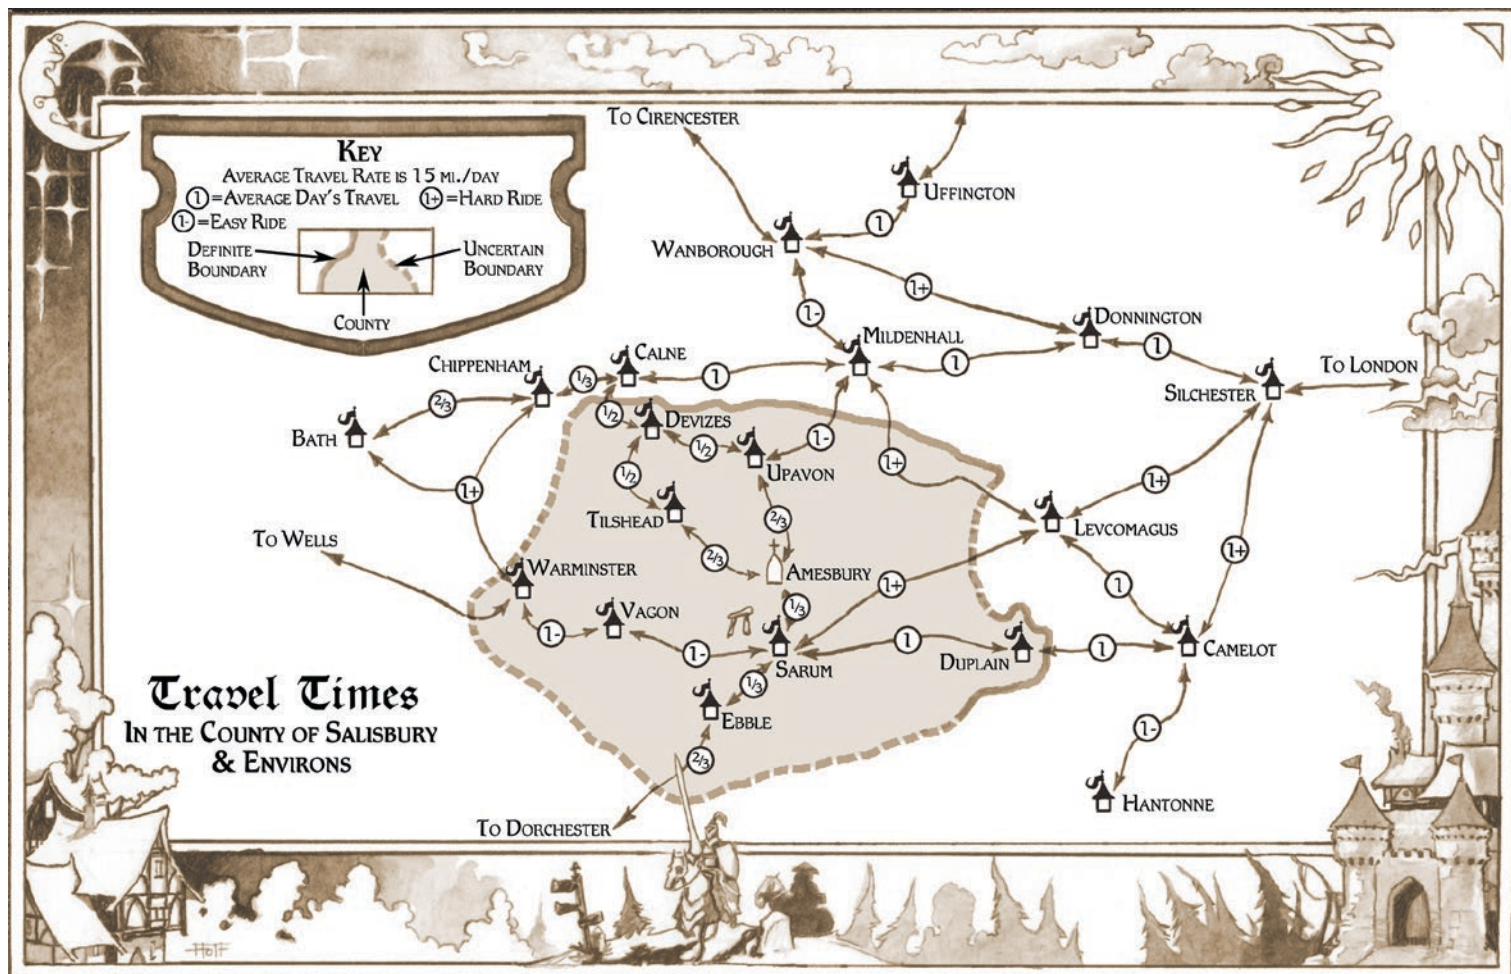 To Cirencester
Key
Average Travel Rate is 15 mi./day
1 =Average Day's Travel 1+ =Hard Ride
1- =Easy Ride
Definite
Boundary
Uncertain
Boundary
County
Uffington
1
Wanborough
1+
1-
Donnington
Mildenhall
1
Calne
Chippenham
1/3
1
1
To London
Silchester
2/3
1/2
Devizes
Bath
1/2
1-
Upavon
1+
1/2
1+
1+
Tilshead
2/3
Levcomagus
To Wells
2/3
1+
Warminster
Amesbury
1+
1
1/3
Vagon
1-
1-
Sarum
1
Duplain
1
Camelot
1/3
Ebble
Travel Times
In the County of Salisbury
& Environs
1-
2/3
Hantonne
To Dorchester
Holt